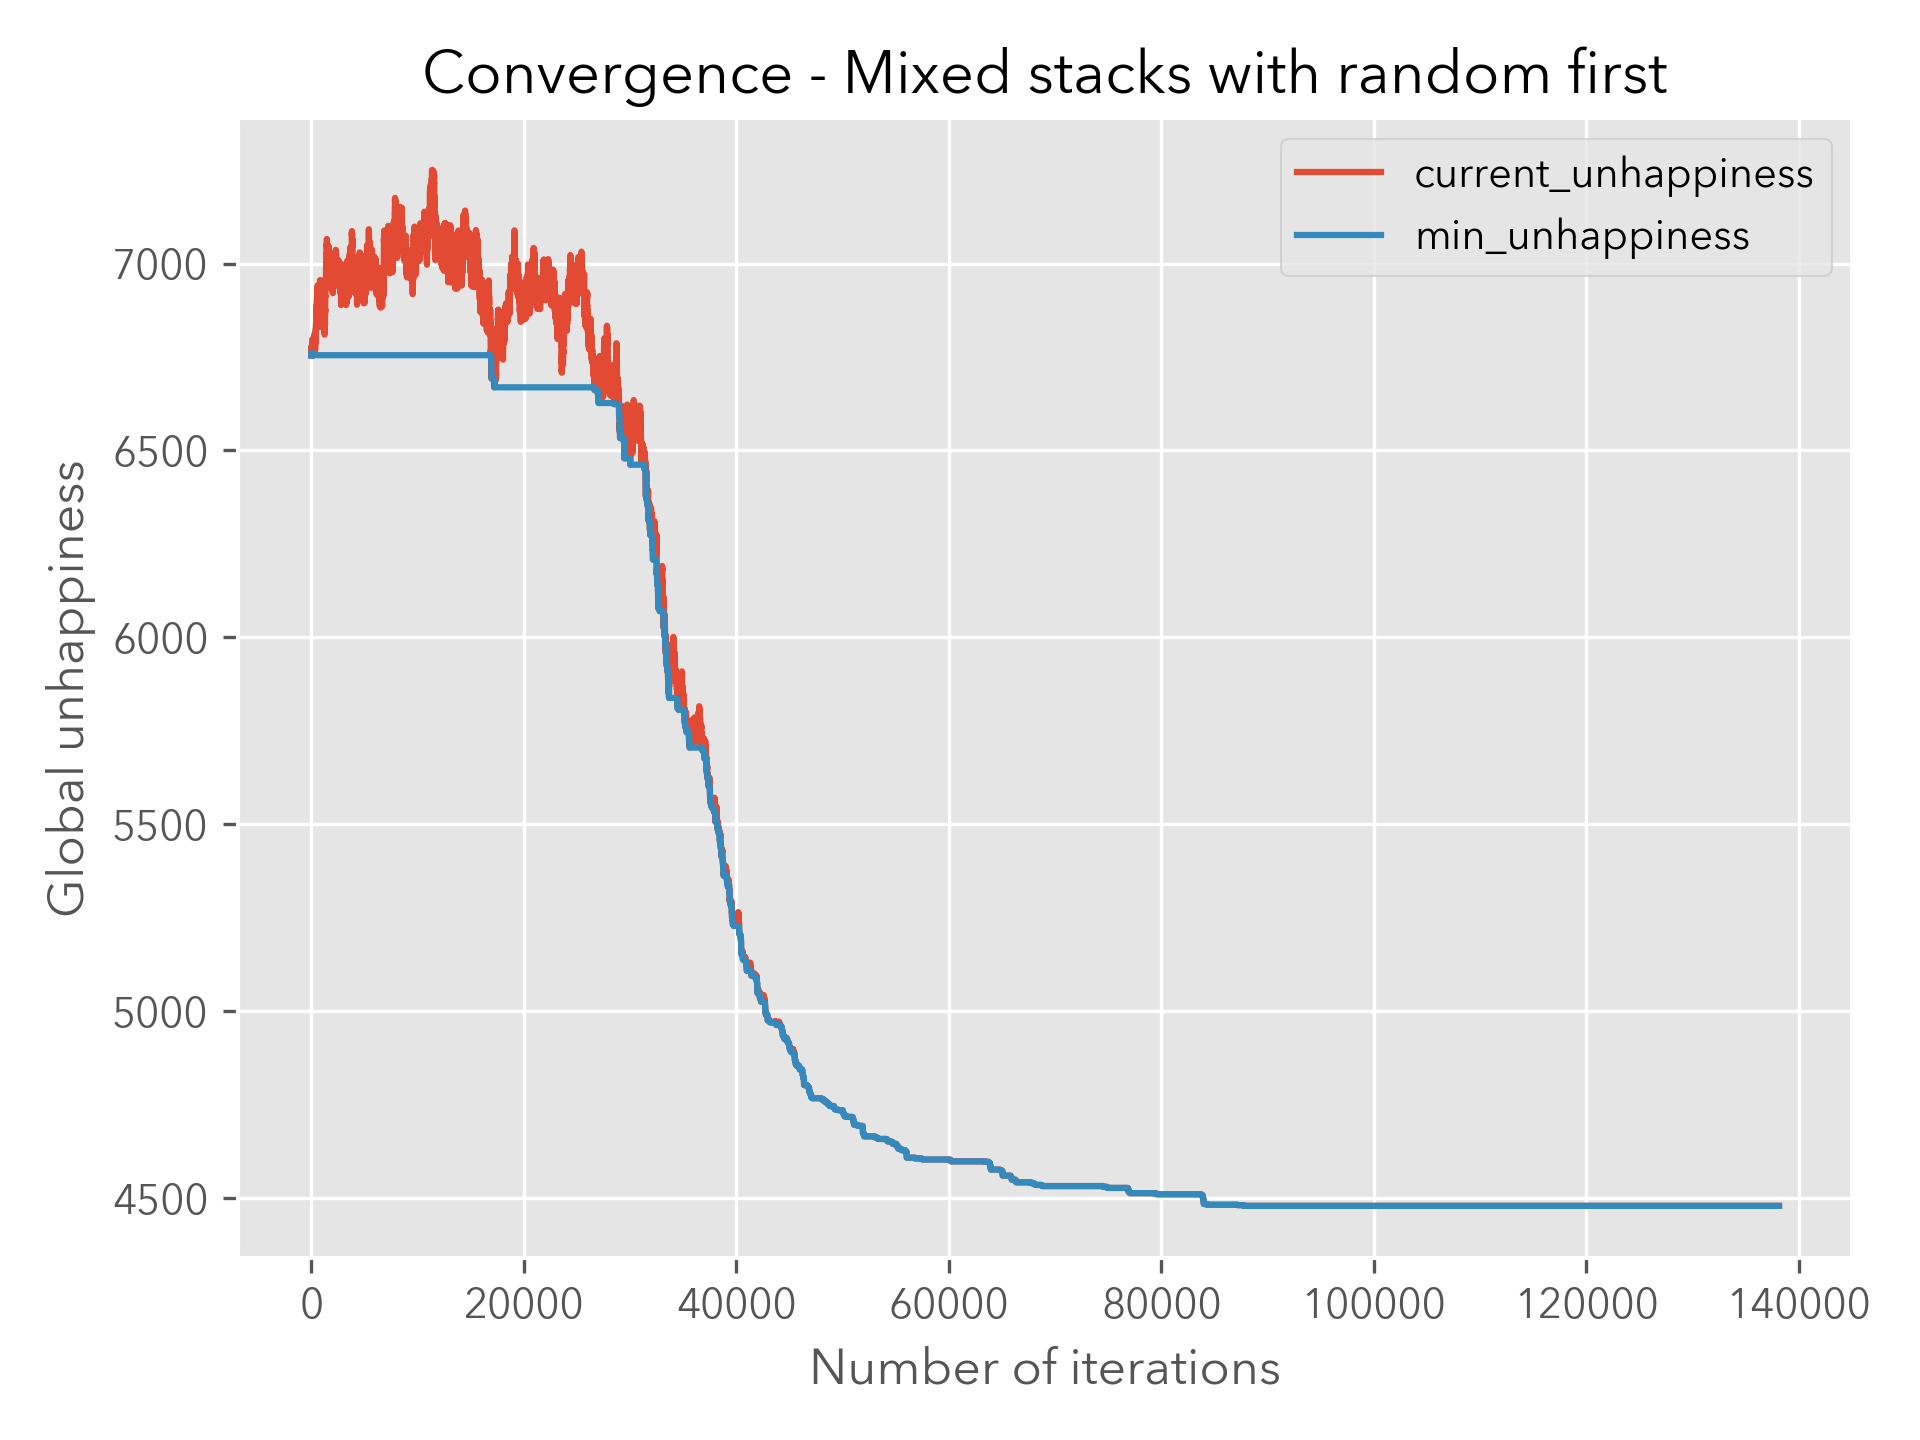 Convergence - Mixed stacks with random first
current_unhappiness
min_unhappiness
Global unhappiness
7000
6500
6000
5500
5000
4500
0 20000 40000 60000 80000 100000 120000 140000
Number of iterations